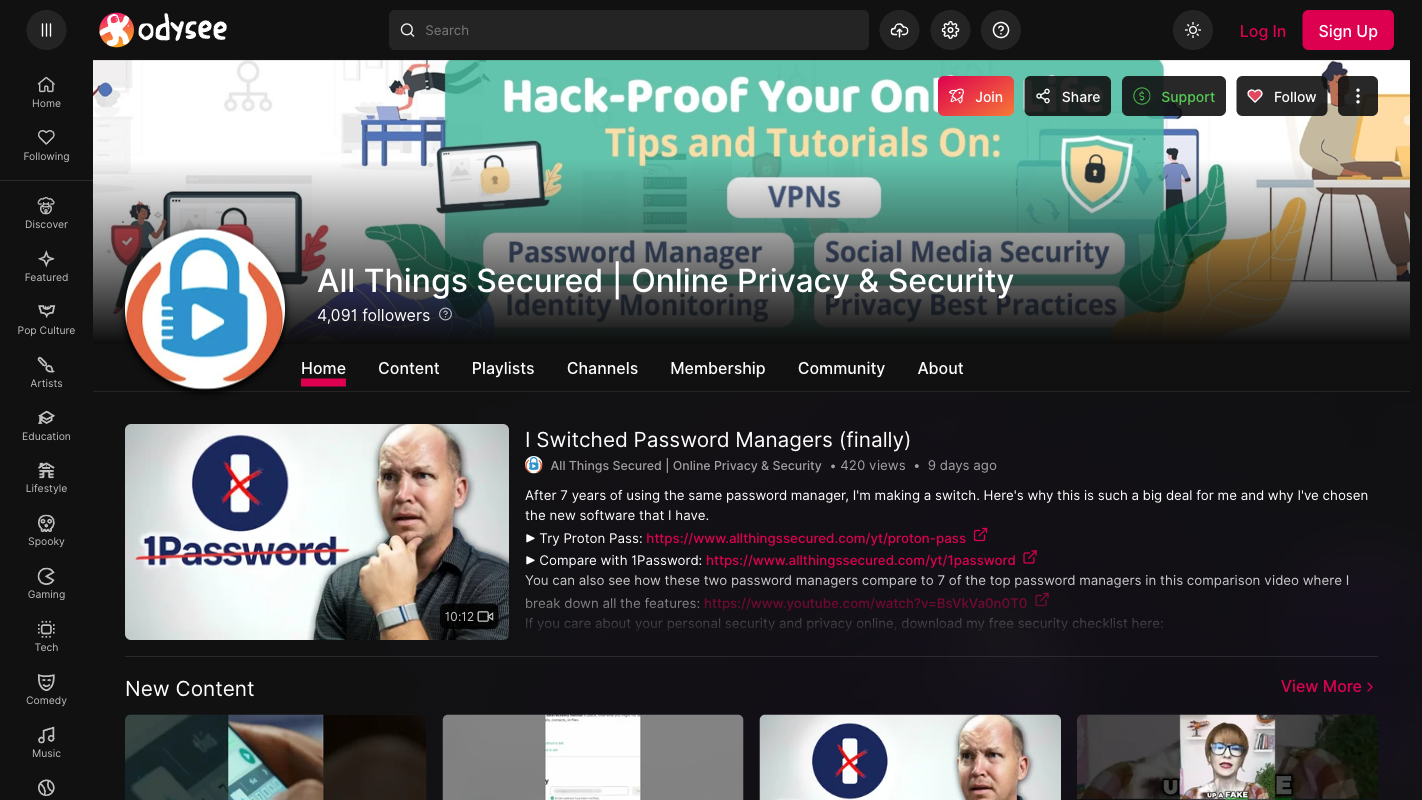 odysee
Search
Log In
Sign Up
Home
Following
Discover
Featured
Pop Culture
Artists
Education
Lifestyle
Spooky
Gaming
Tech
Comedy
Music
Hack-Proof Your Onl
Join
Share
Support
Follow
Tips and Tutorials On:
VPNs
Password Manager
Social Media Security
Identity Monitoring
Privacy Best Practices
All Things Secured | Online Privacy & Security
4,091 followers
Home
Content
Playlists
Channels
Membership
Community
About
1Password
10:12
I Switched Password Managers (finally)
All Things Secured | Online Privacy & Security • 420 views • 9 days ago
After 7 years of using the same password manager, I'm making a switch. Here's why this is such a big deal for me and why I've chosen
the new software that I have.
▶ Try Proton Pass: https://www.allthingssecured.com/yt/proton-pass
▶ Compare with 1Password: https://www.allthingssecured.com/yt/1password
You can also see how these two password managers compare to 7 of the top password managers in this comparison video where I
break down all the features: https://www.youtube.com/watch?v=BsVkVa0n0T0
If you care about your personal security and privacy online, download my free security checklist here:
New Content
View More
UP A FAKE